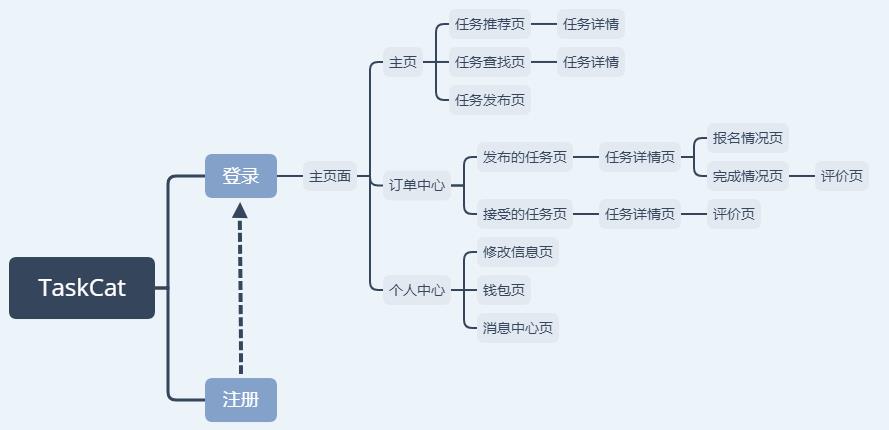 TaskCat
登录
主页面
主页
任务推荐页
任务详情
任务查找页
任务详情
任务发布页
订单中心
发布的任务页
任务详情页
报名情况页
完成情况页
评价页
接受的任务页
任务详情页
评价页
个人中心
修改信息页
钱包页
消息中心页
注册